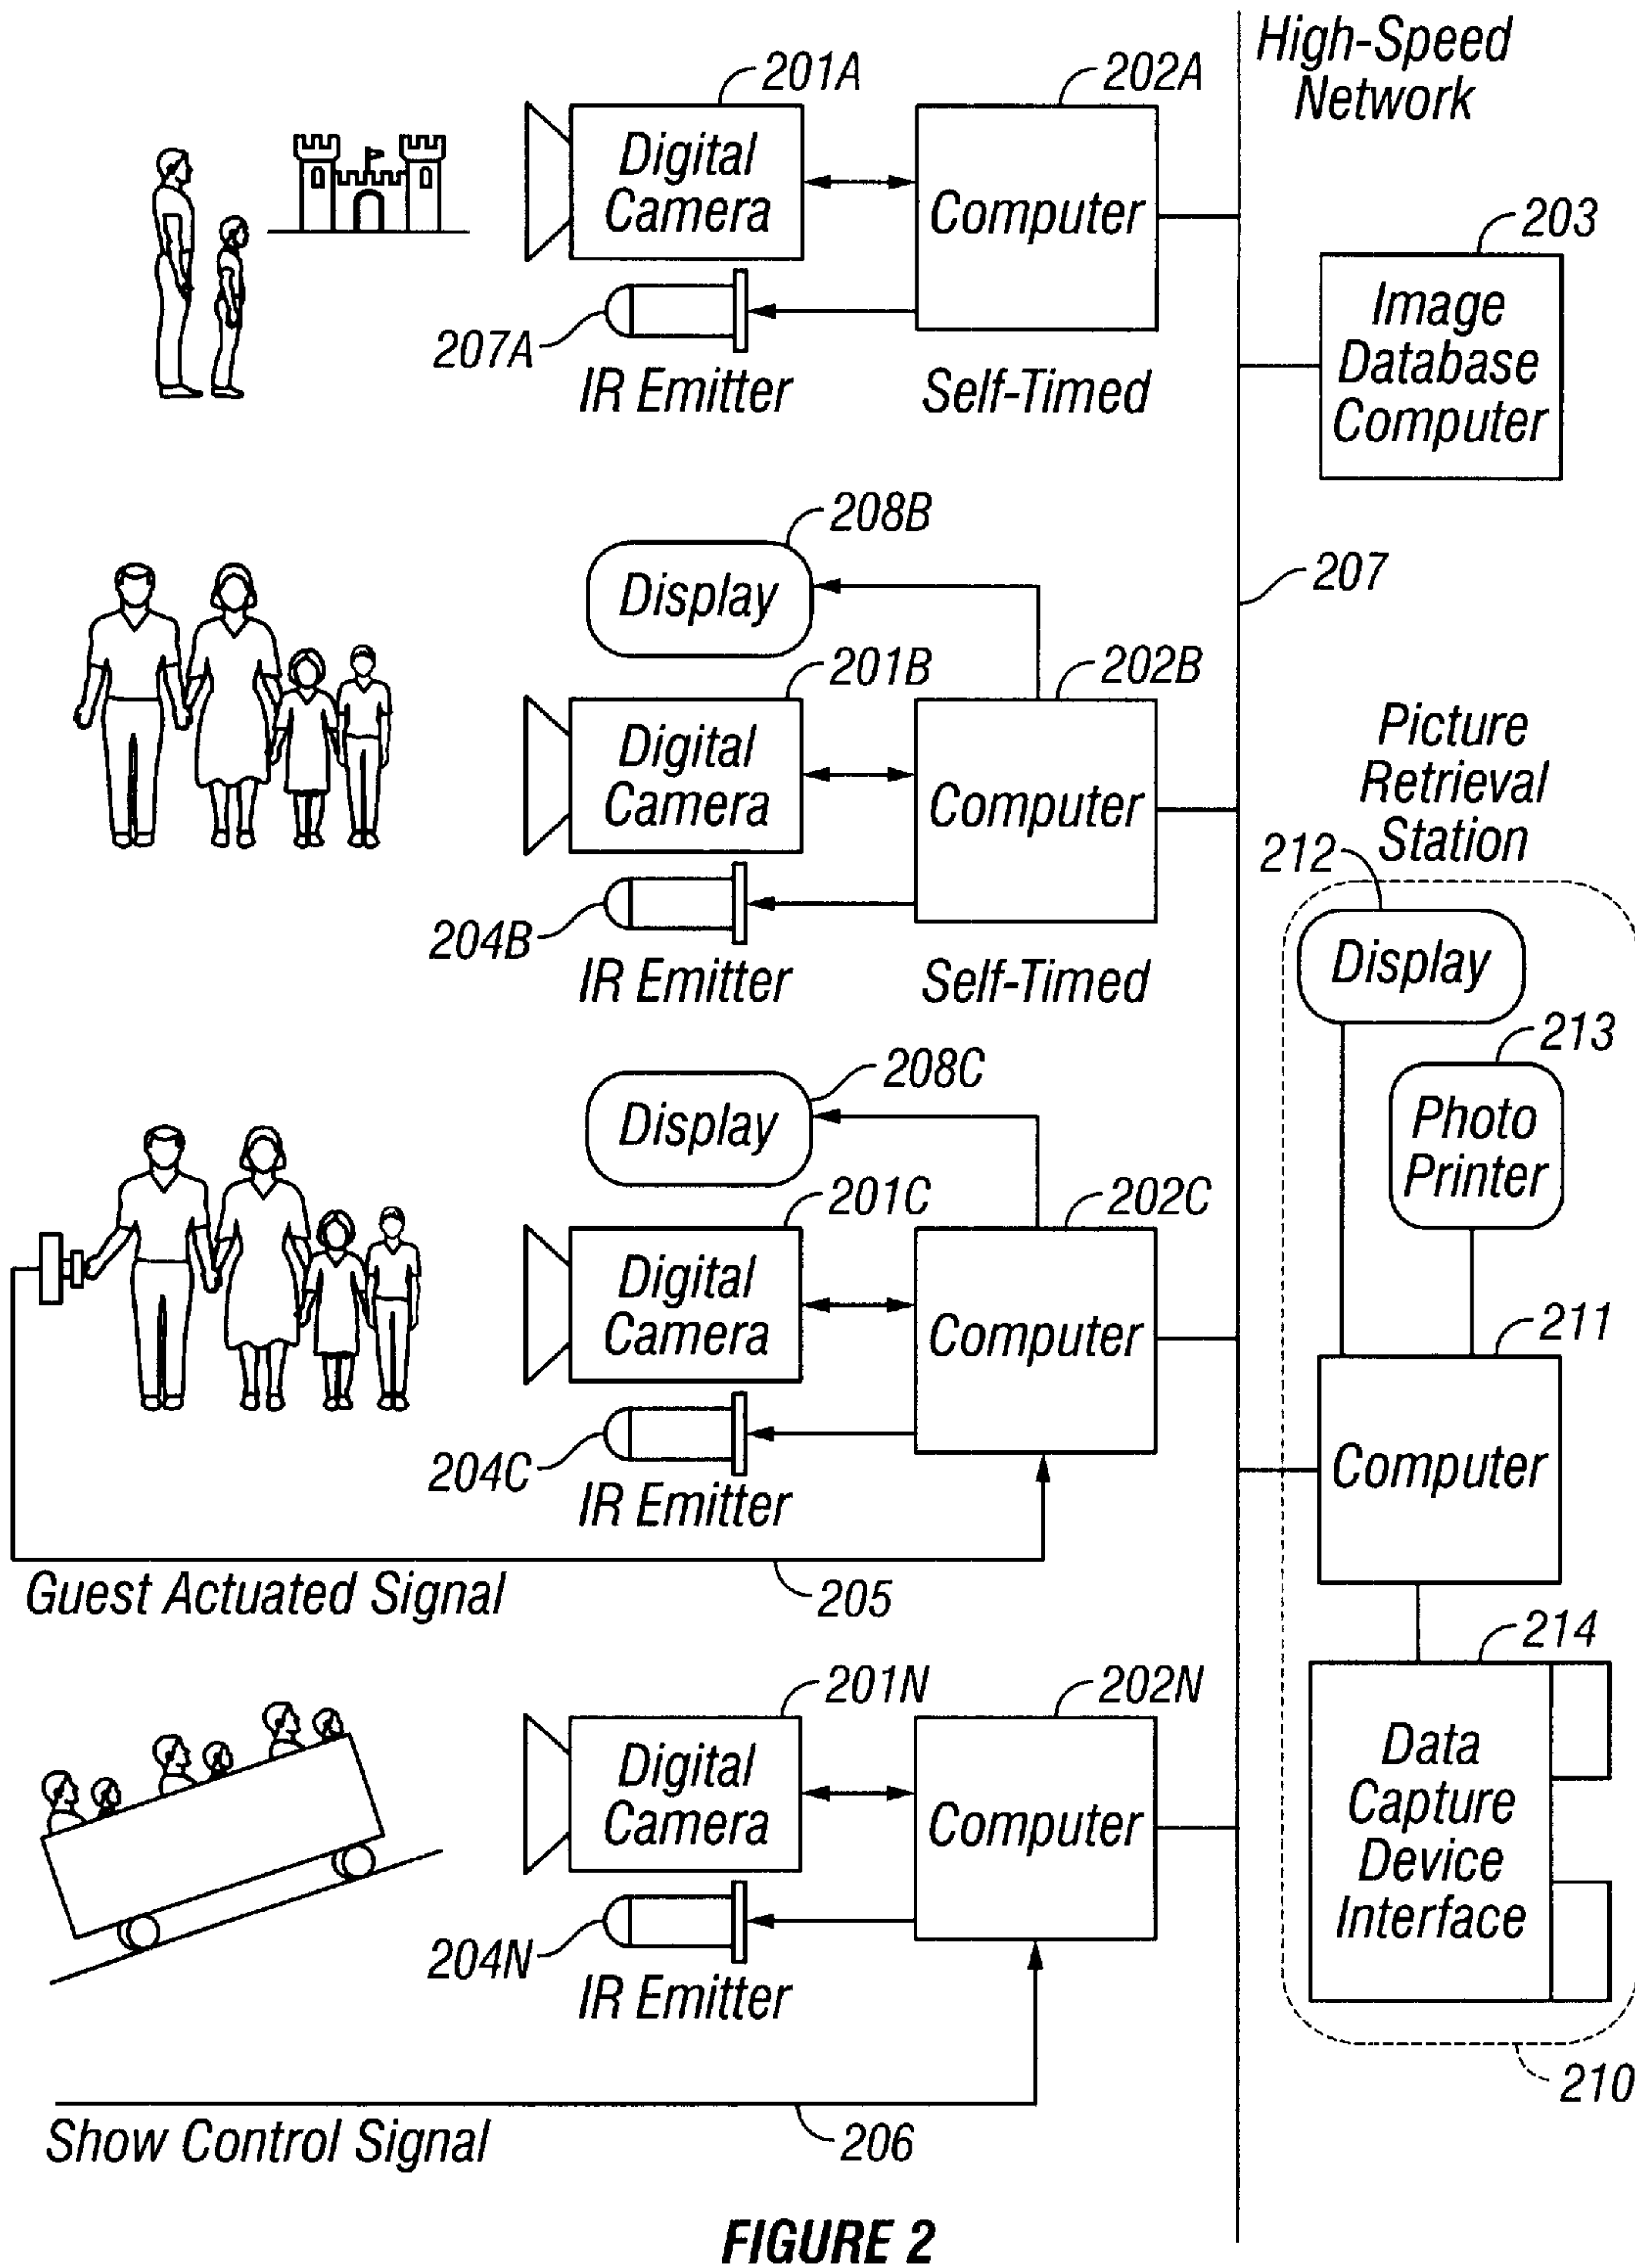 High-Speed
Network
201A
202A
Digital
Camera
Computer
203
Image
Database
Computer
207A
IR Emitter
Self-Timed
208B
Display
207
201B
202B
Digital
Camera
Computer
204B
IR Emitter
Self-Timed
Picture
Retrieval
Station
212
Display
213
Photo
Printer
208C
Display
201C
202C
Digital
Camera
Computer
204C
IR Emitter
211
Computer
Guest Actuated Signal
205
214
Data
Capture
Device
Interface
201N
202N
Digital
Camera
Computer
204N
IR Emitter
210
Show Control Signal
206
FIGURE 2